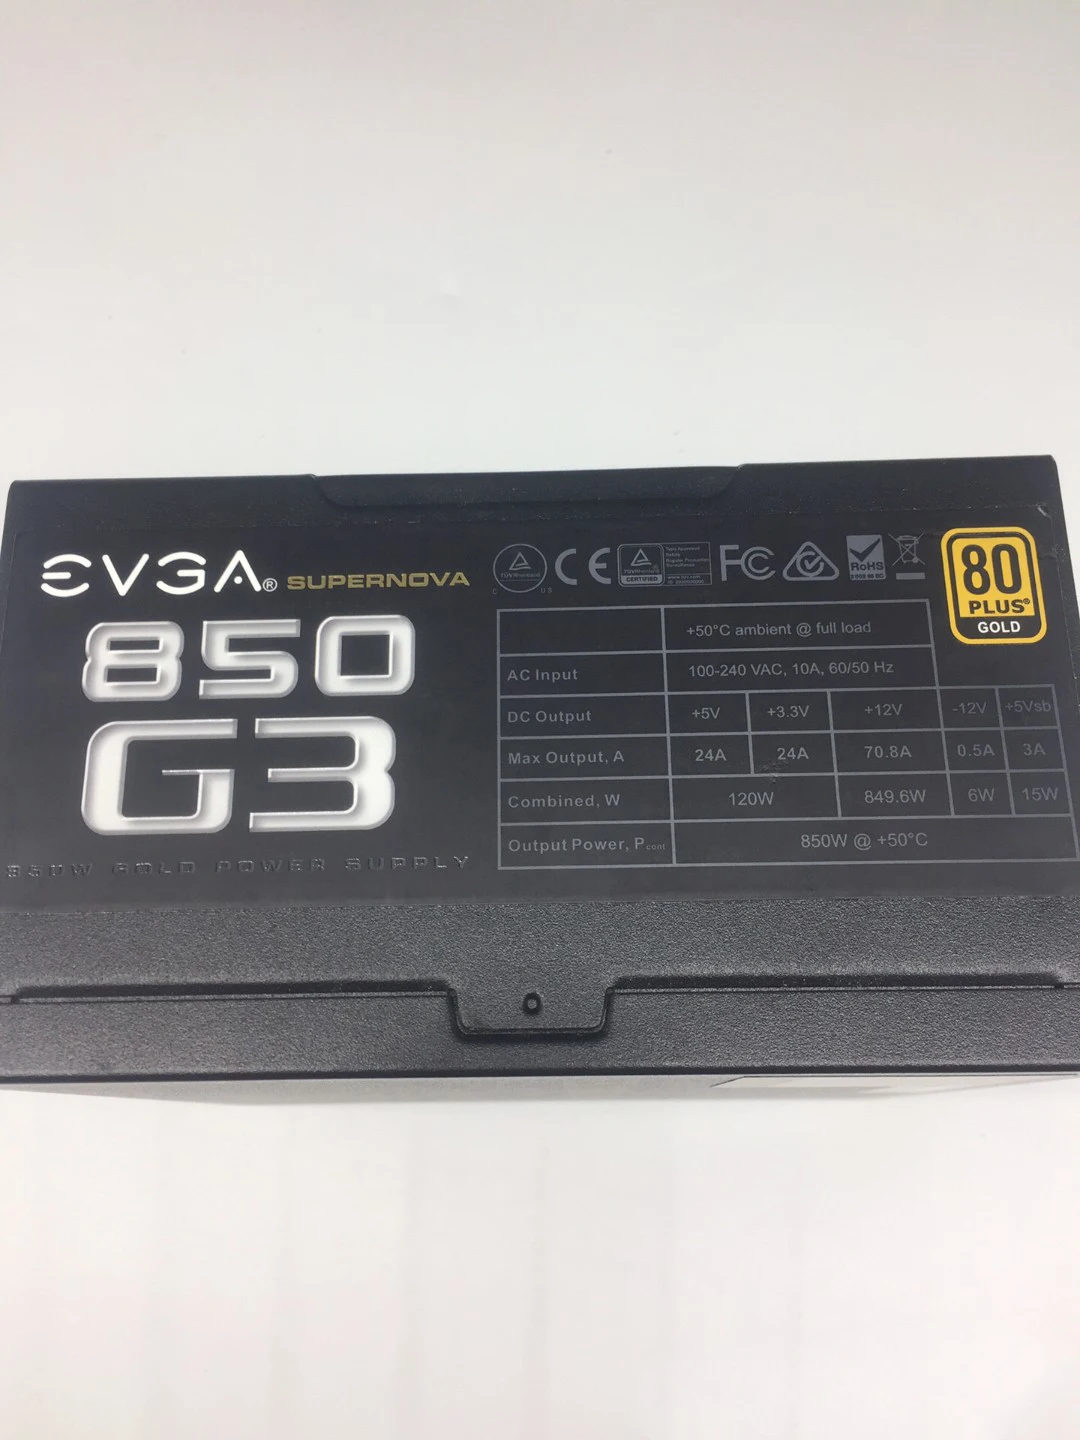 EVGA® SUPERNOVA
850
G3
850W GOLD POWER SUPPLY
C US
CE
CERTIFIED
FC
RoHS
80
PLUS®
GOLD
+50°C ambient @ full load
AC Input 100-240 VAC, 10A, 60/50 Hz
DC Output +5V +3.3V +12V -12V +5Vsb
Max Output, A 24A 24A 70.8A 0.5A 3A
Combined, W 120W 849.6W 6W 15W
Output Power, Pcont 850W @ +50°C